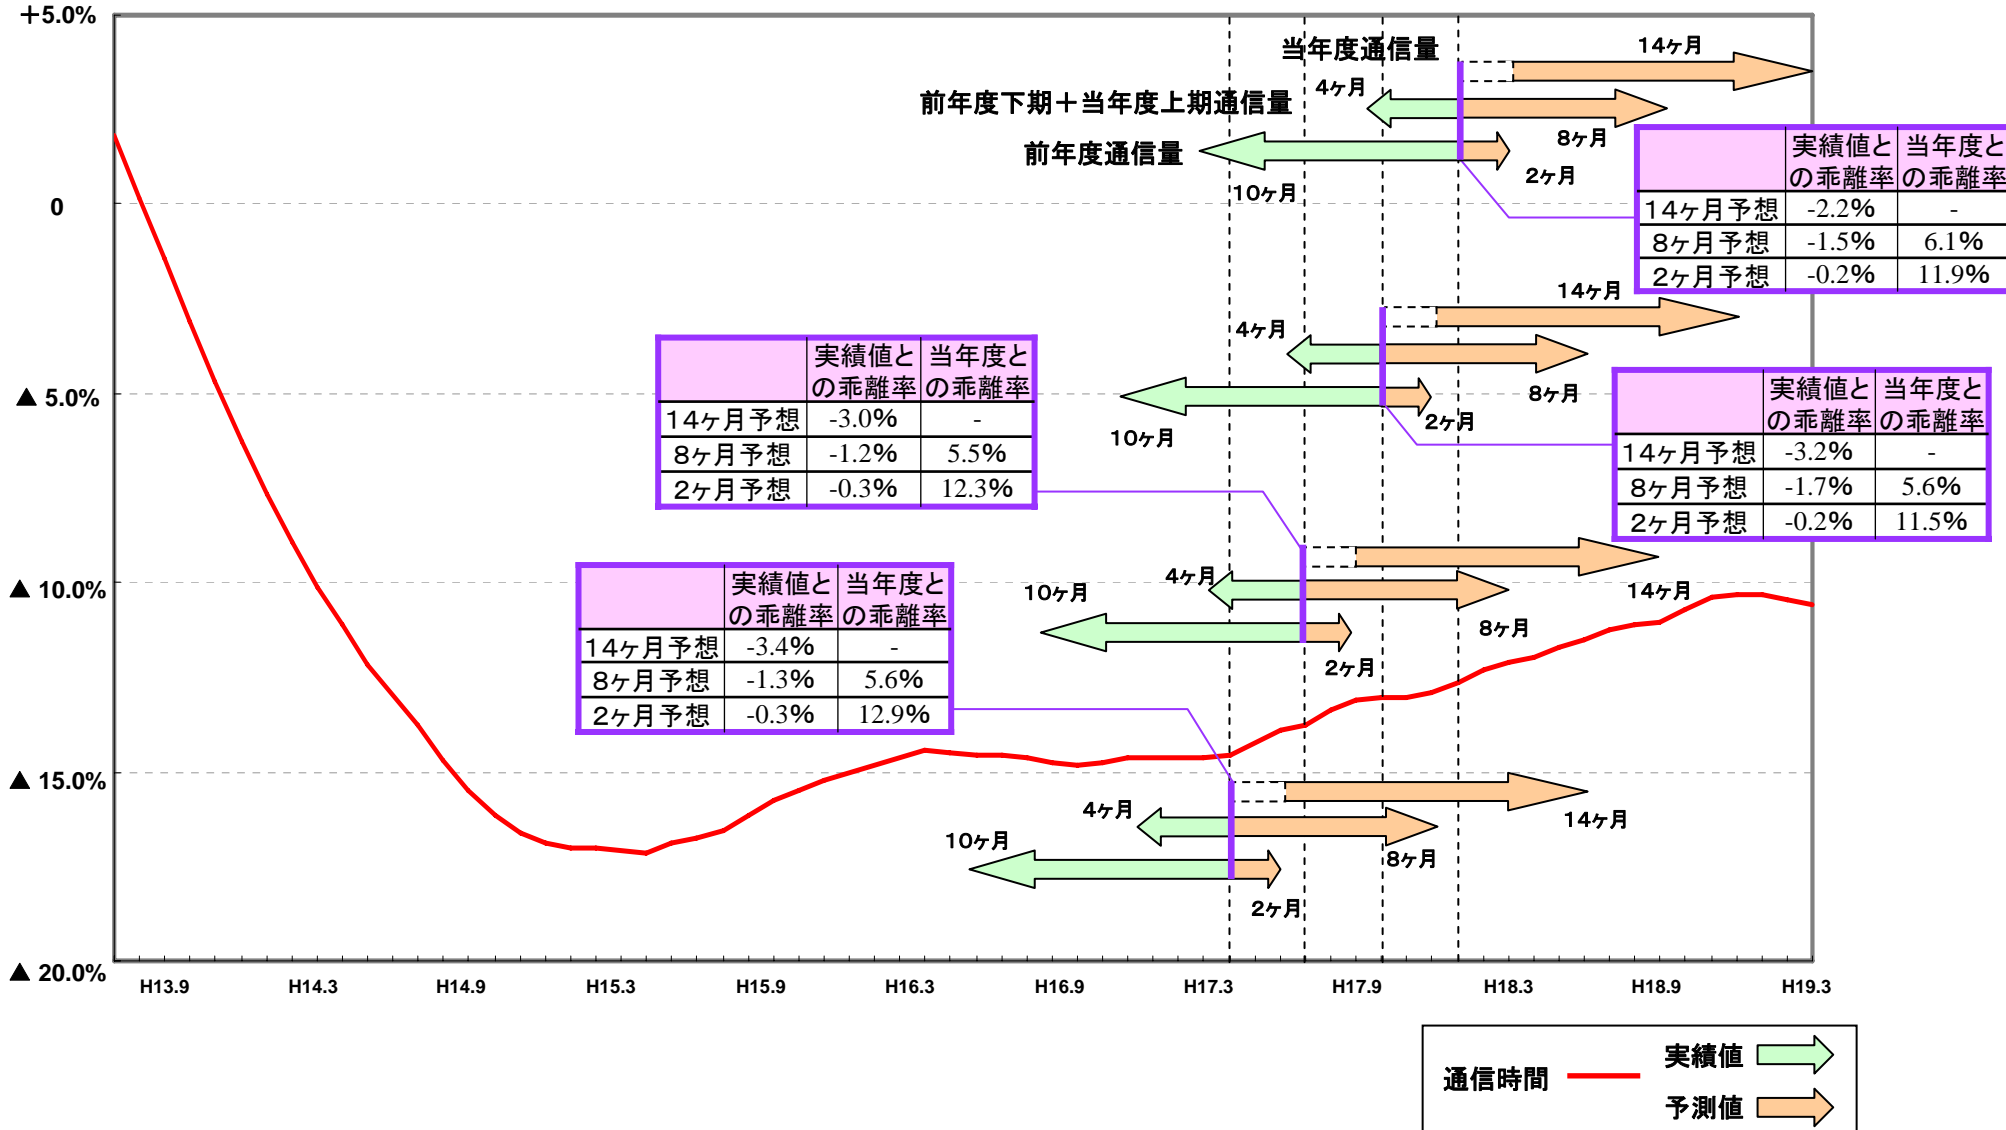 +5.0%
0
▲ 5.0%
▲ 10.0%
▲ 15.0%
▲ 20.0%
当年度通信量
14ヶ月
4ヶ月
前年度下期＋当年度上期通信量
8ヶ月
前年度通信量
2ヶ月
10ヶ月
実績値と 当年度と
の乖離率 の乖離率
14ヶ月予想 -2.2% -
8ヶ月予想 -1.5% 6.1%
2ヶ月予想 -0.2% 11.9%
14ヶ月
4ヶ月
8ヶ月
2ヶ月
10ヶ月
実績値と 当年度と
の乖離率 の乖離率
14ヶ月予想 -3.2% -
8ヶ月予想 -1.7% 5.6%
2ヶ月予想 -0.2% 11.5%
実績値と 当年度と
の乖離率 の乖離率
14ヶ月予想 -3.0% -
8ヶ月予想 -1.2% 5.5%
2ヶ月予想 -0.3% 12.3%
4ヶ月
10ヶ月
14ヶ月
8ヶ月
2ヶ月
実績値と 当年度と
の乖離率 の乖離率
14ヶ月予想 -3.4% -
8ヶ月予想 -1.3% 5.6%
2ヶ月予想 -0.3% 12.9%
4ヶ月
14ヶ月
10ヶ月
8ヶ月
2ヶ月
H13.9 H14.3 H14.9 H15.3 H15.9 H16.3 H16.9 H17.3 H17.9 H18.3 H18.9 H19.3
通信時間
実績値
予測値